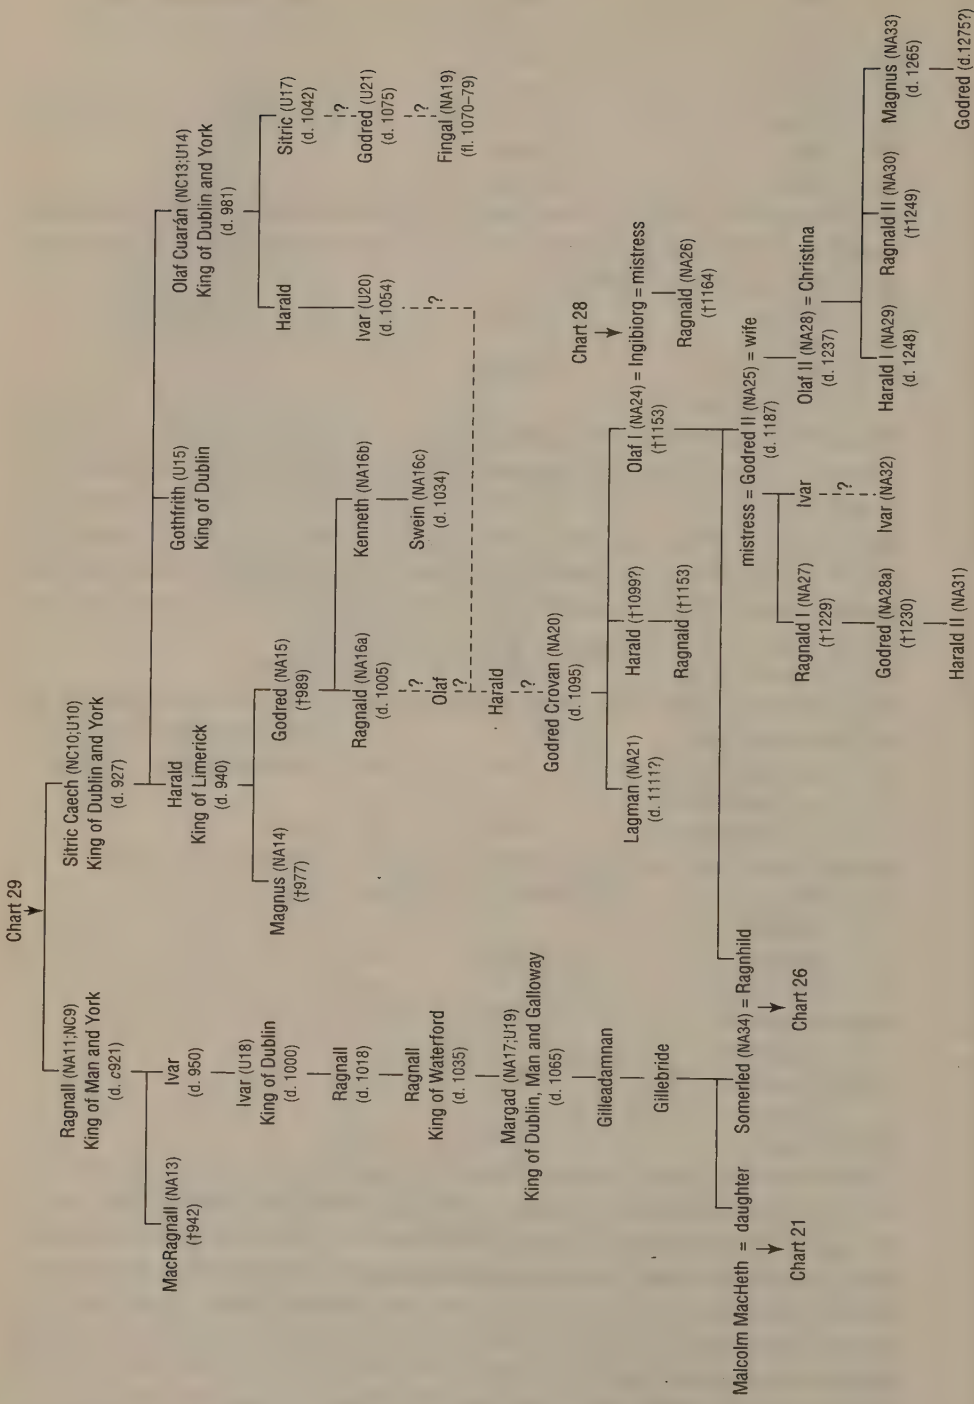 Chart 29
Ragnall (NA11;NC9)
King of Man and York
(d. c921)
Sitric Caech (NC10;U10)
King of Dublin and York
(d. 927)
MacRagnall (NA13)
(†942)
Ivar
(d. 950)
Harald
King of Limerick
(d. 940)
Gothfrith (U15)
King of Dublin
Olaf Cuarán (NC13;U14)
King of Dublin and York
(d. 981)
Ivar (U18)
King of Dublin
(d. 1000)
Magnus (NA14)
(†977)
Godred (NA15)
(†989)
Harald
Sitric (U17)
(d. 1042)
Ragnall
(d. 1018)
Ragnald (NA16a)
(d. 1005)
Kenneth (NA16b)
Ivar (U20)
(d. 1054)
?
Godred (U21)
(d. 1075)
Ragnall
King of Waterford
(d. 1035)
?
Olaf
?
Swein (NA16c)
(d. 1034)
?
?
Fingal (NA19)
(fl. 1070–79)
Margad (NA17;U19)
King of Dublin, Man and Galloway
(d. 1065)
Harald
?
Gilleadamnan
Godred Crovan (NA20)
(d. 1095)
Chart 28
Gillebride
Lagman (NA21)
(d. 1111?)
Harald (†1099?)
Olaf I (NA24) = Ingibiorg = mistress
(†1153)
Ragnald (†1153)
Ragnald (NA26)
(†1164)
Malcolm MacHeth = daughter
Somerled (NA34) = Ragnhild
mistress = Godred II (NA25) = wife
(d. 1187)
Chart 21
Chart 26
Ragnald I (NA27)
(†1229)
Ivar
Olaf II (NA28) = Christina
(d. 1237)
?
Godred (NA28a)
(†1230)
Ivar (NA32)
Harald I (NA29)
(d. 1248)
Ragnald II (NA30)
(†1249)
Magnus (NA33)
(d. 1265)
Harald II (NA31)
Godred (d.1275?)